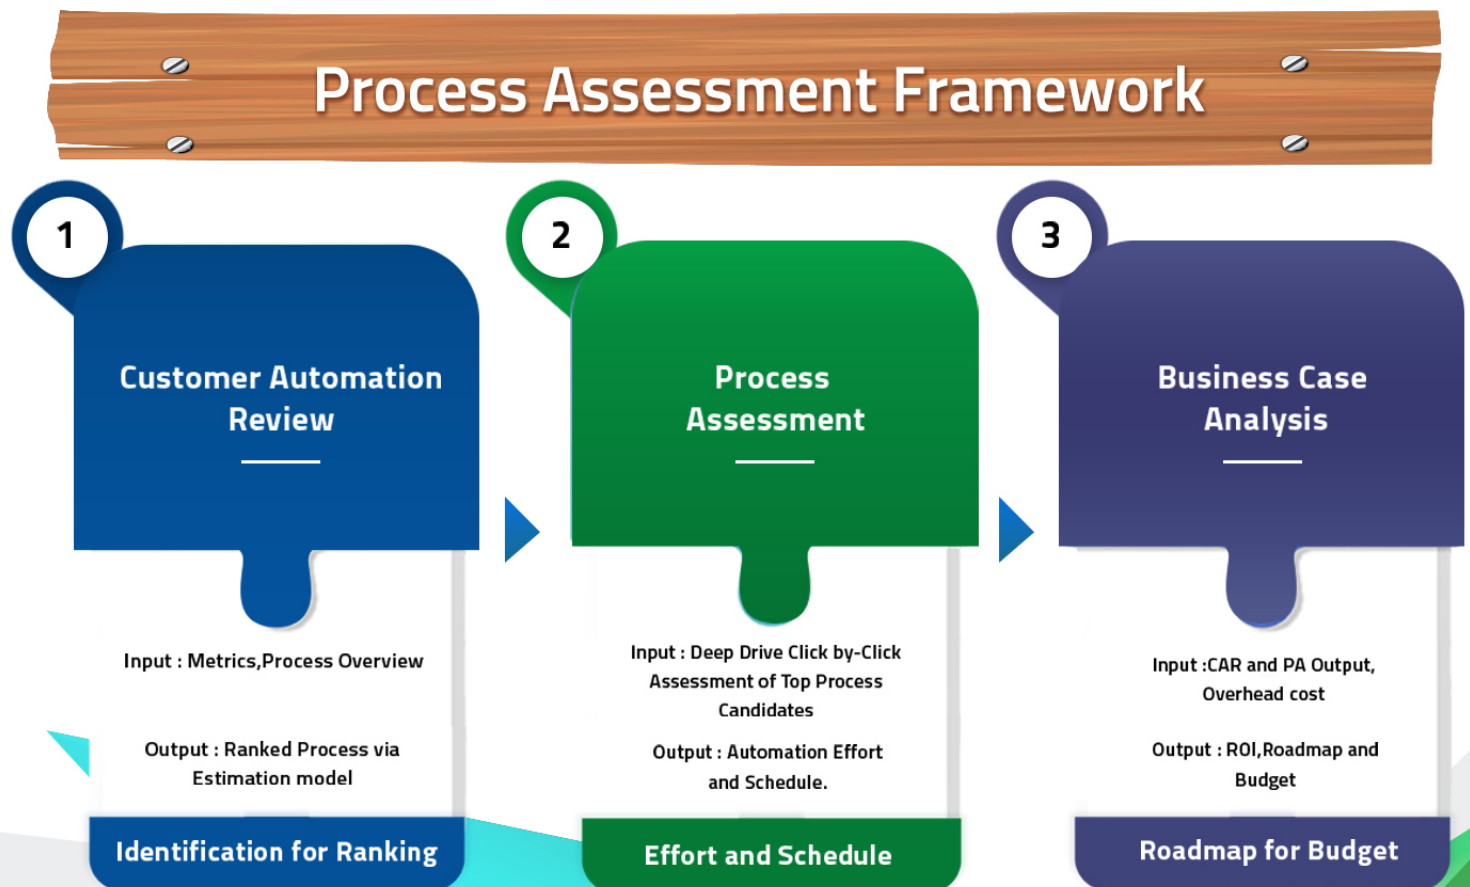 Process Assessment Framework
1
Customer Automation
Review
Input : Metrics,Process Overview
Output : Ranked Process via
Estimation model
Identification for Ranking
2
Process
Assessment
Input : Deep Drive Click by-Click
Assessment of Top Process
Candidates
Output : Automation Effort
and Schedule.
Effort and Schedule
3
Business Case
Analysis
Input :CAR and PA Output,
Overhead cost
Output : ROI,Roadmap and
Budget
Roadmap for Budget